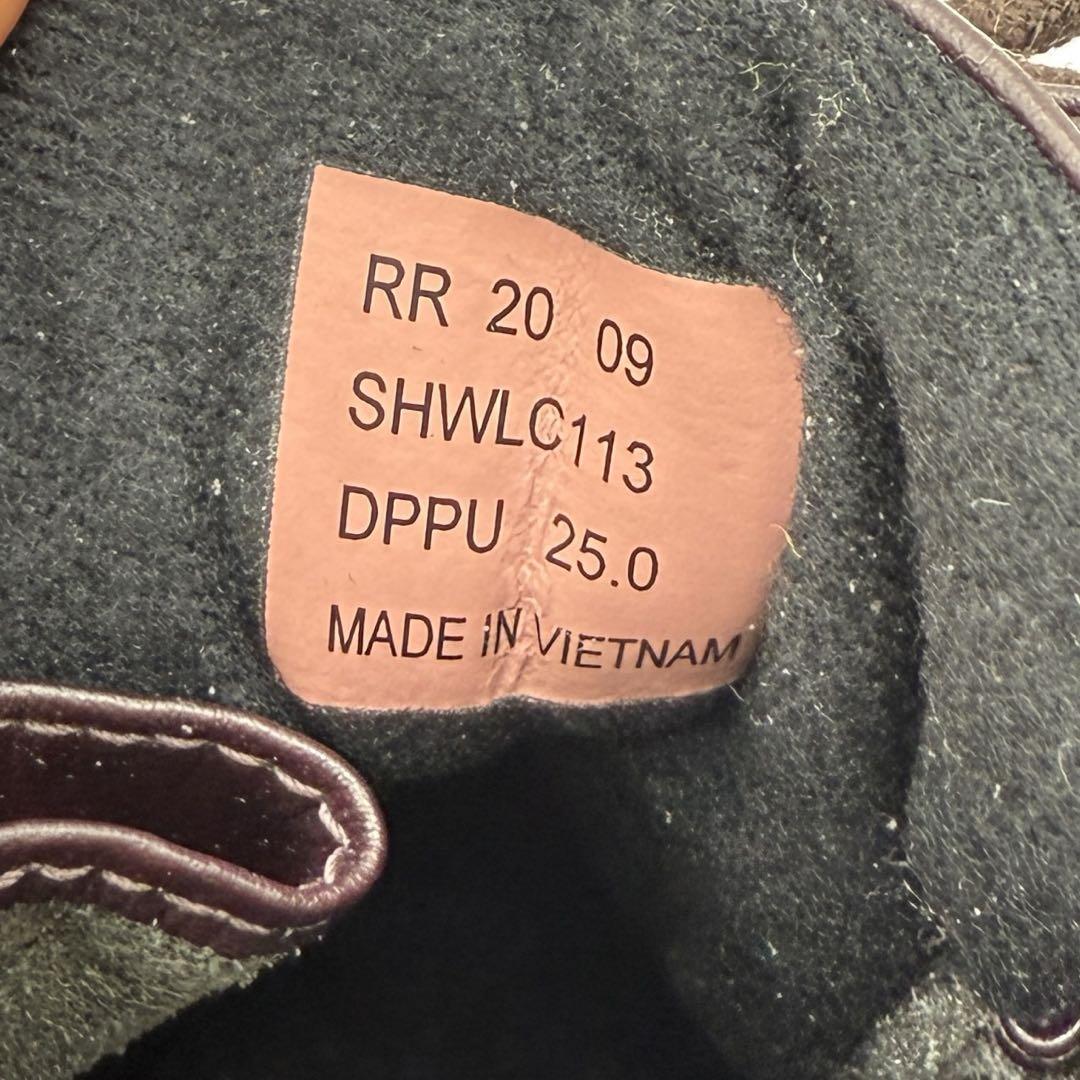 RR 20 09
SHWLC113
DPPU 25.0
MADE IN VIETNAM